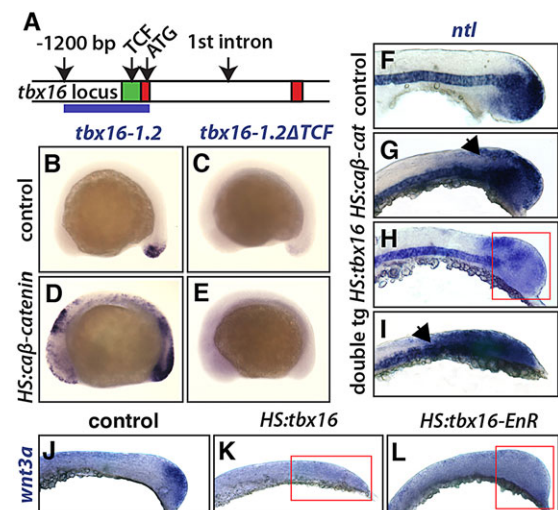 A
-1200 bp
TCF
ATG
1st intron
tbx16 locus
tbx16-1.2
tbx16-1.2ΔTCF
control
B
C
HS:caβ-catenin
D
E
ntl
control
F
HS:caβ-cat
G
HS:tbx16
H
double tg
I
control
HS:tbx16
HS:tbx16-EnR
wnt3a
J
K
L